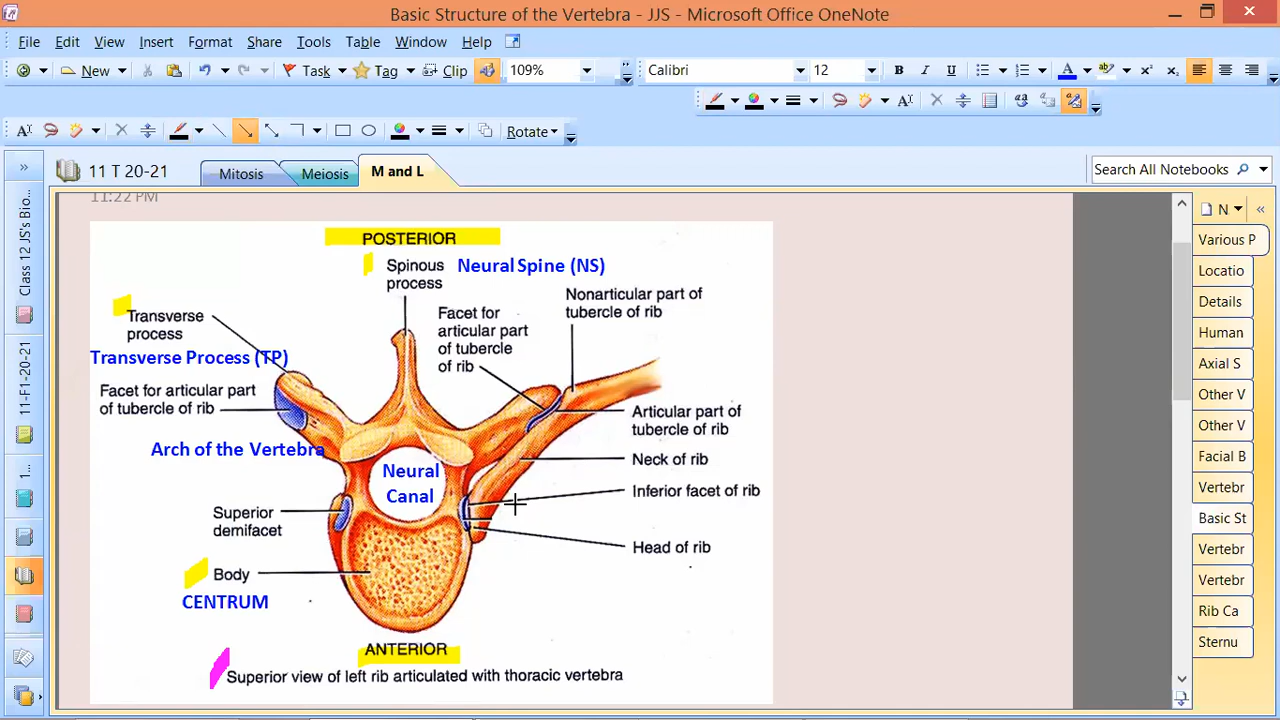 Basic Structure of the Vertebra - JJS - Microsoft Office OneNote
File Edit View Insert Format Share Tools Table Window Help
New Task Tag Clip 109% Calibri 12 B I U
Rotate
11 T 20-21 Mitosis Meiosis M and L Search All Notebooks
11:22 PM
POSTERIOR
Spinous
process
Neural Spine (NS)
Nonarticular part of
tubercle of rib
Facet for
articular part
of tubercle
of rib
Transverse
process
Transverse Process (TP)
Facet for articular part
of tubercle of rib
Articular part of
tubercle of rib
Arch of the Vertebra
Neck of rib
Neural
Canal
Inferior facet of rib
Superior
demifacet
Head of rib
Body
CENTRUM
ANTERIOR
Superior view of left rib articulated with thoracic vertebra
Class 12 JJS's Bio...
11-11-20-21
1...
N
Various P
Locatio
Details
Human
Axial S
Other V
Other V
Facial B
Vertebr
Basic St
Vertebr
Vertebr
Rib Ca
Sternu